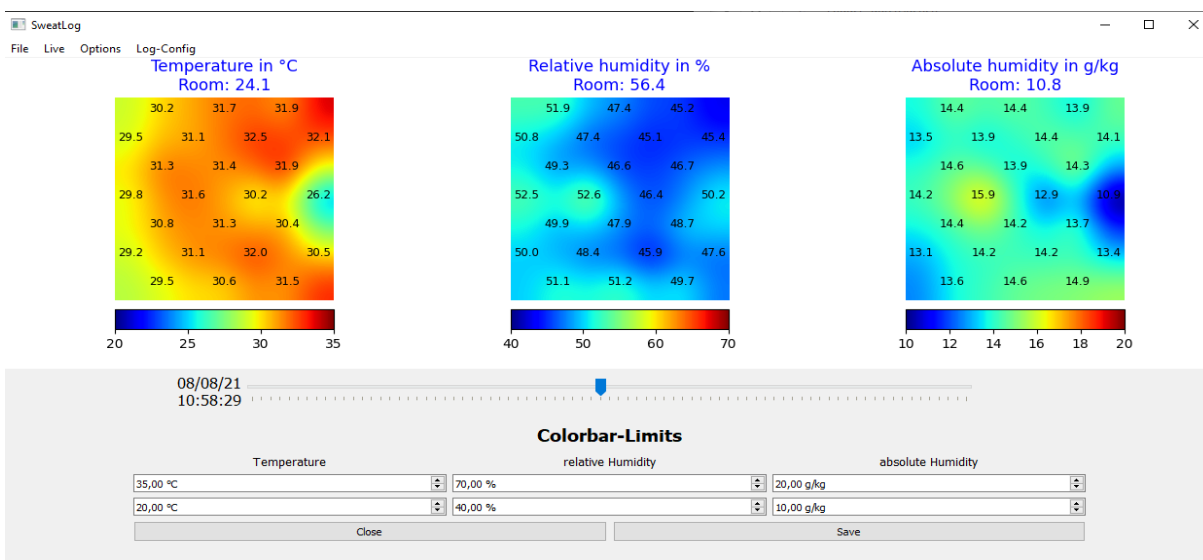 SweatLog
File Live Options Log-Config
Temperature in °C
Room: 24.1
30.2 31.7 31.9
29.5 31.1 32.5 32.1
31.3 31.4 31.9
29.8 31.6 30.2 26.2
30.8 31.3 30.4
29.2 31.1 32.0 30.5
29.5 30.6 31.5
20 25 30 35
Relative humidity in %
Room: 56.4
51.9 47.4 45.2
50.8 47.4 45.1 45.4
49.3 46.6 46.7
52.5 52.6 46.4 50.2
49.9 47.9 48.7
50.0 48.4 45.9 47.6
51.1 51.2 49.7
40 50 60 70
Absolute humidity in g/kg
Room: 10.8
14.4 14.4 13.9
13.5 13.9 14.4 14.1
14.6 13.9 14.3
14.2 15.9 12.9 10.9
14.4 14.2 13.7
13.1 14.2 14.2 13.4
13.6 14.6 14.9
10 12 14 16 18 20
08/08/21
10:58:29
Colorbar-Limits
Temperature relative Humidity absolute Humidity
35,00 °C 70,00 % 20,00 g/kg
20,00 °C 40,00 % 10,00 g/kg
Close Save